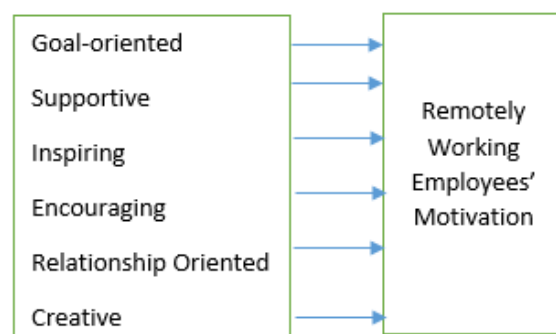 Goal-oriented
Supportive
Inspiring
Encouraging
Relationship Oriented
Creative
Remotely
Working
Employees’
Motivation